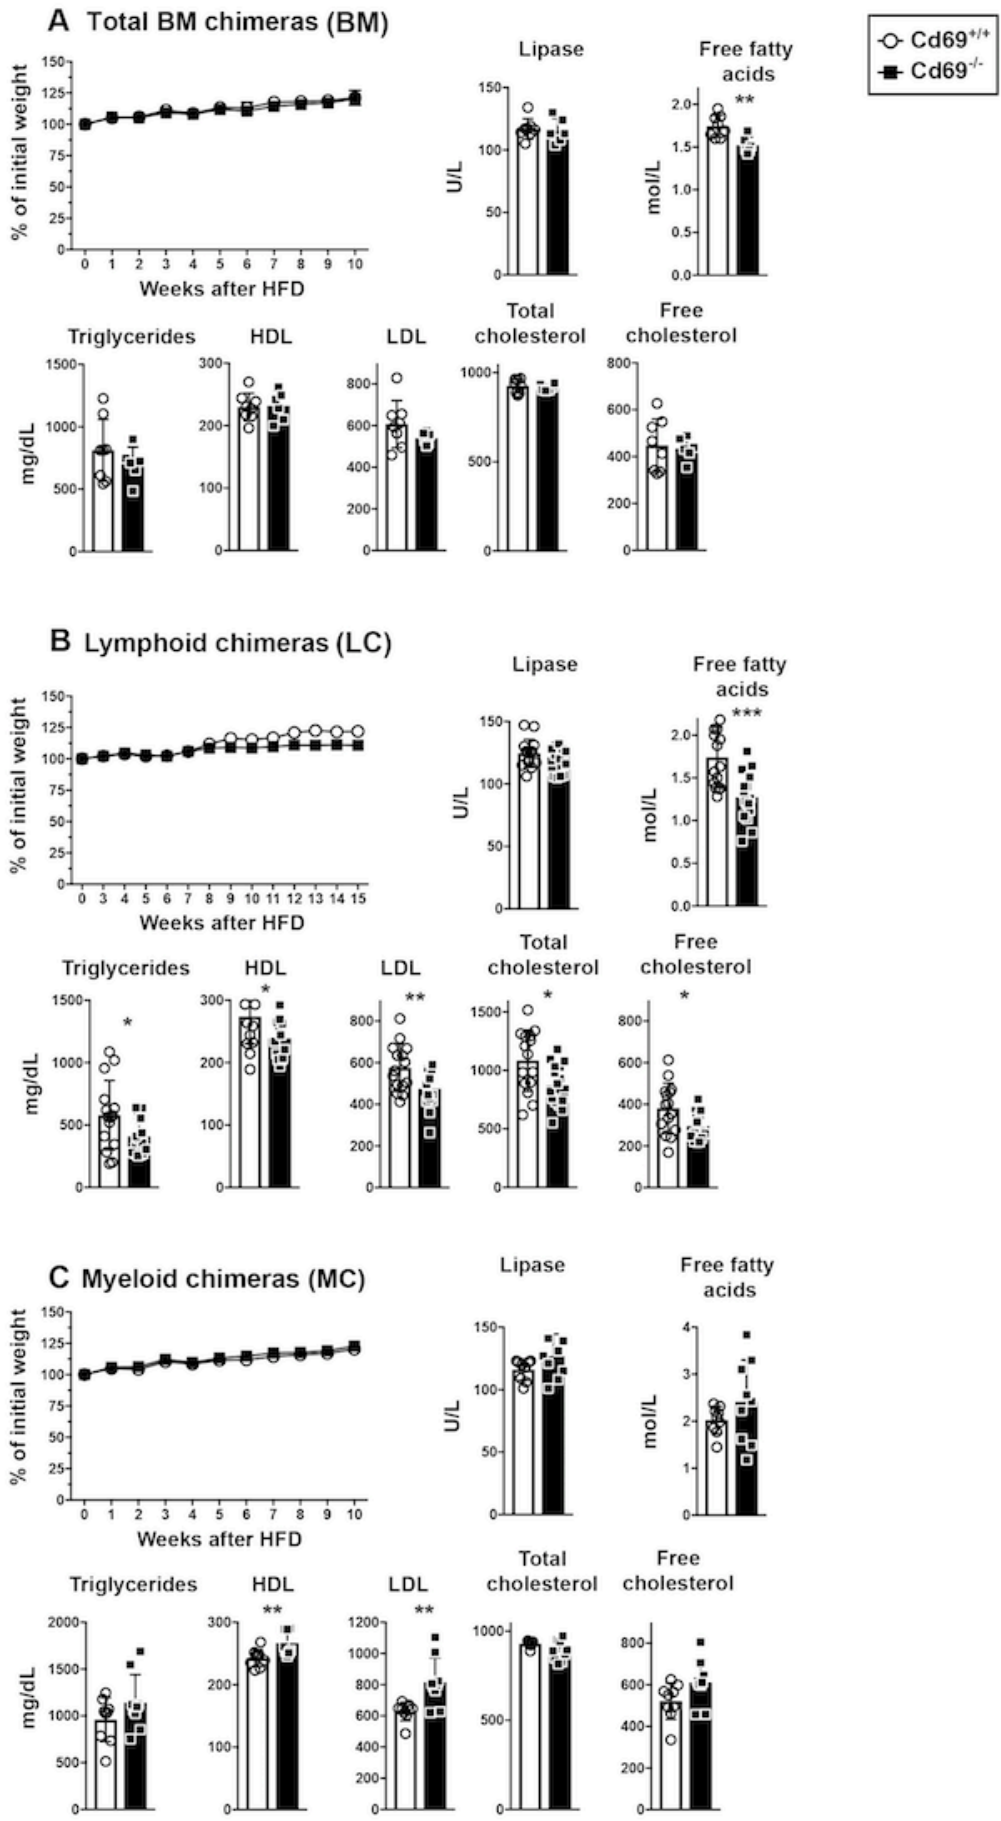 A Total BM chimeras (BM)
Cd69+/+
Cd69-/-
% of initial weight
150
125
100
75
50
25
0
0 1 2 3 4 5 6 7 8 9 10
Weeks after HFD
Lipase
U/L
150
100
50
0
Free fatty
acids
**
mol/L
2.0
1.5
1.0
0.5
0.0
Triglycerides
mg/dL
1500
1000
500
0
HDL
300
200
100
0
LDL
800
600
400
200
0
Total
cholesterol
1000
500
0
Free
cholesterol
800
600
400
200
0
B Lymphoid chimeras (LC)
% of initial weight
150
125
100
75
50
25
0
0 3 4 5 6 7 8 9 10 11 12 13 14 15
Weeks after HFD
Lipase
U/L
150
100
50
0
Free fatty
acids
***
mol/L
2.0
1.5
1.0
0.5
0.0
Triglycerides
*
mg/dL
1500
1000
500
0
HDL
*
300
200
100
0
LDL
**
800
600
400
200
0
Total
cholesterol
*
1500
1000
500
0
Free
cholesterol
*
800
600
400
200
0
C Myeloid chimeras (MC)
% of initial weight
150
125
100
75
50
25
0
0 1 2 3 4 5 6 7 8 9 10
Weeks after HFD
Lipase
U/L
150
100
50
0
Free fatty
acids
mol/L
4
3
2
1
0
Triglycerides
mg/dL
2000
1500
1000
500
0
HDL
**
300
200
100
0
LDL
**
1200
1000
800
600
400
200
0
Total
cholesterol
1000
500
0
Free
cholesterol
800
600
400
200
0